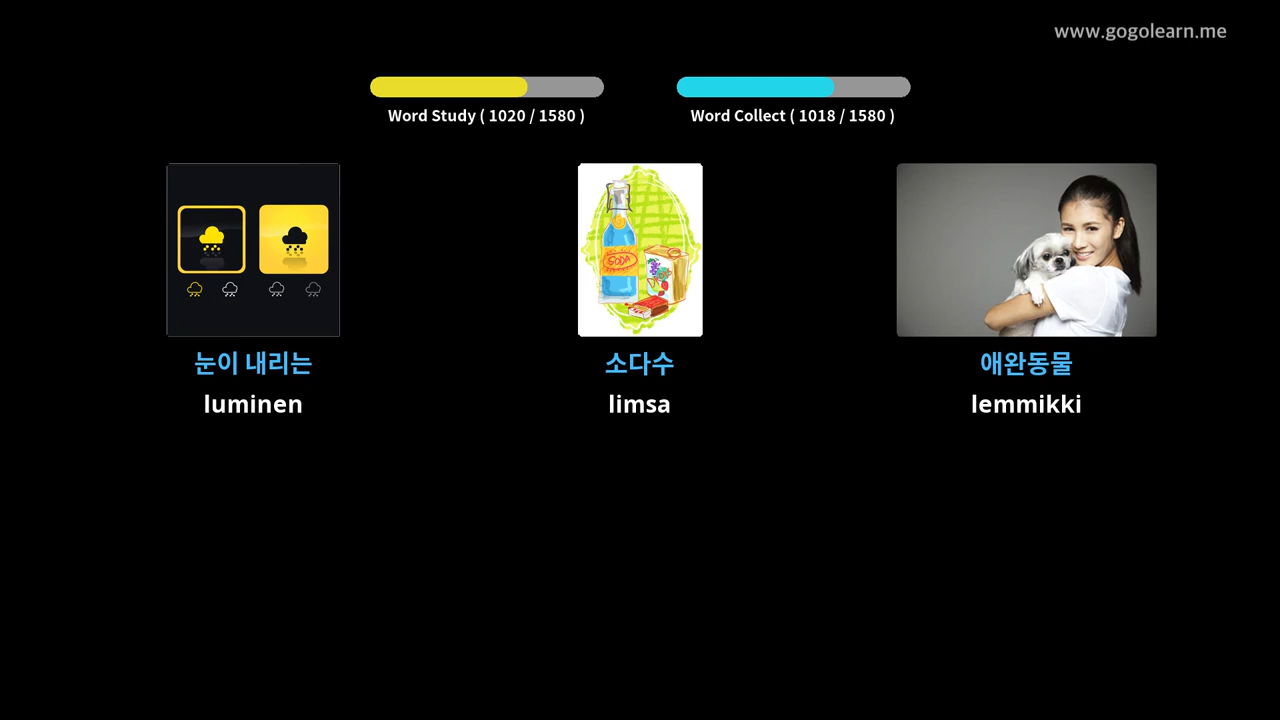 www.gogolearn.me
Word Study ( 1020 / 1580 )
Word Collect ( 1018 / 1580 )
SODA
눈이 내리는
소다수
애완동물
luminen
limsa
lemmikki